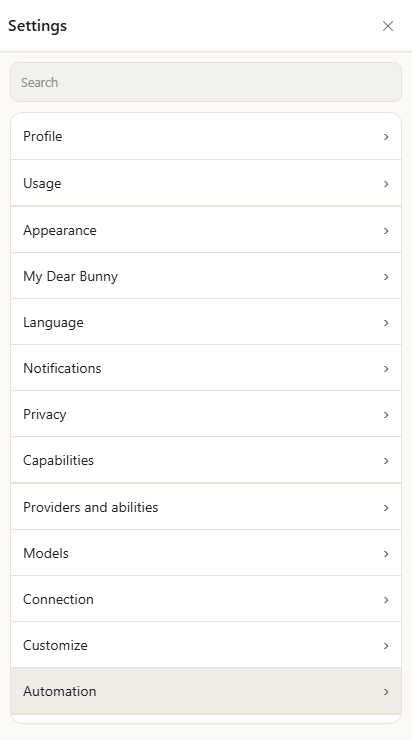 Settings
Search
Profile
Usage
Appearance
My Dear Bunny
Language
Notifications
Privacy
Capabilities
Providers and abilities
Models
Connection
Customize
Automation